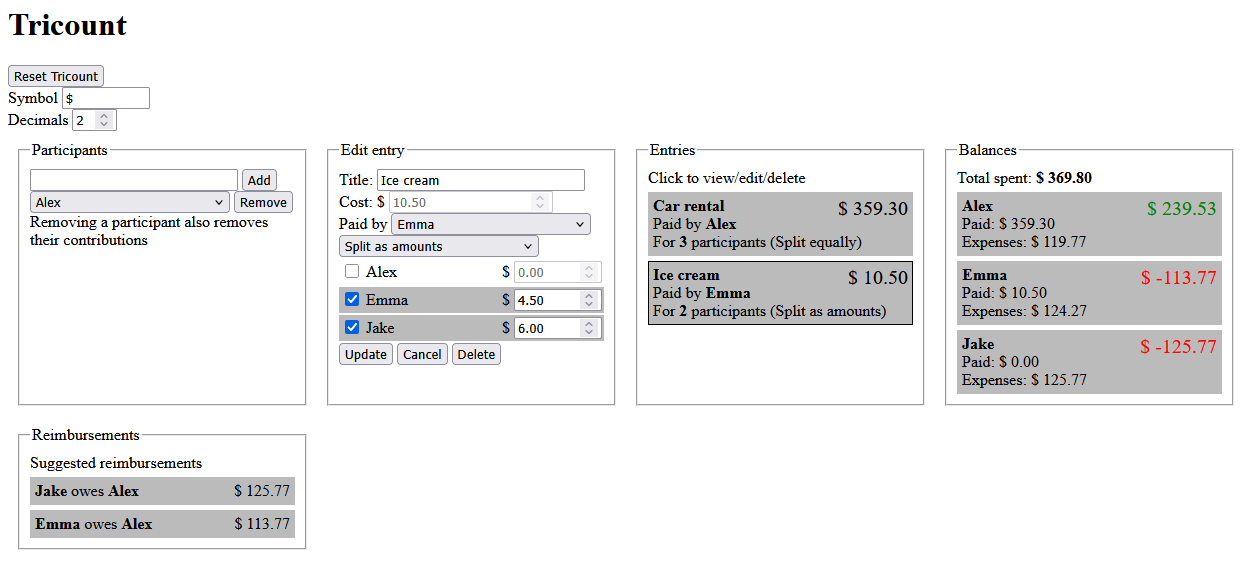 Tricount
Reset Tricount
Symbol $
Decimals 2
Participants
Add
Alex Remove
Removing a participant also removes
their contributions
Edit entry
Title: Ice cream
Cost: $ 10.50
Paid by Emma
Split as amounts
Alex $ 0.00
Emma $ 4.50
Jake $ 6.00
Update Cancel Delete
Entries
Click to view/edit/delete
Car rental $ 359.30
Paid by Alex
For 3 participants (Split equally)
Ice cream $ 10.50
Paid by Emma
For 2 participants (Split as amounts)
Balances
Total spent: $ 369.80
Alex $ 239.53
Paid: $ 359.30
Expenses: $ 119.77
Emma $ -113.77
Paid: $ 10.50
Expenses: $ 124.27
Jake $ -125.77
Paid: $ 0.00
Expenses: $ 125.77
Reimbursements
Suggested reimbursements
Jake owes Alex $ 125.77
Emma owes Alex $ 113.77